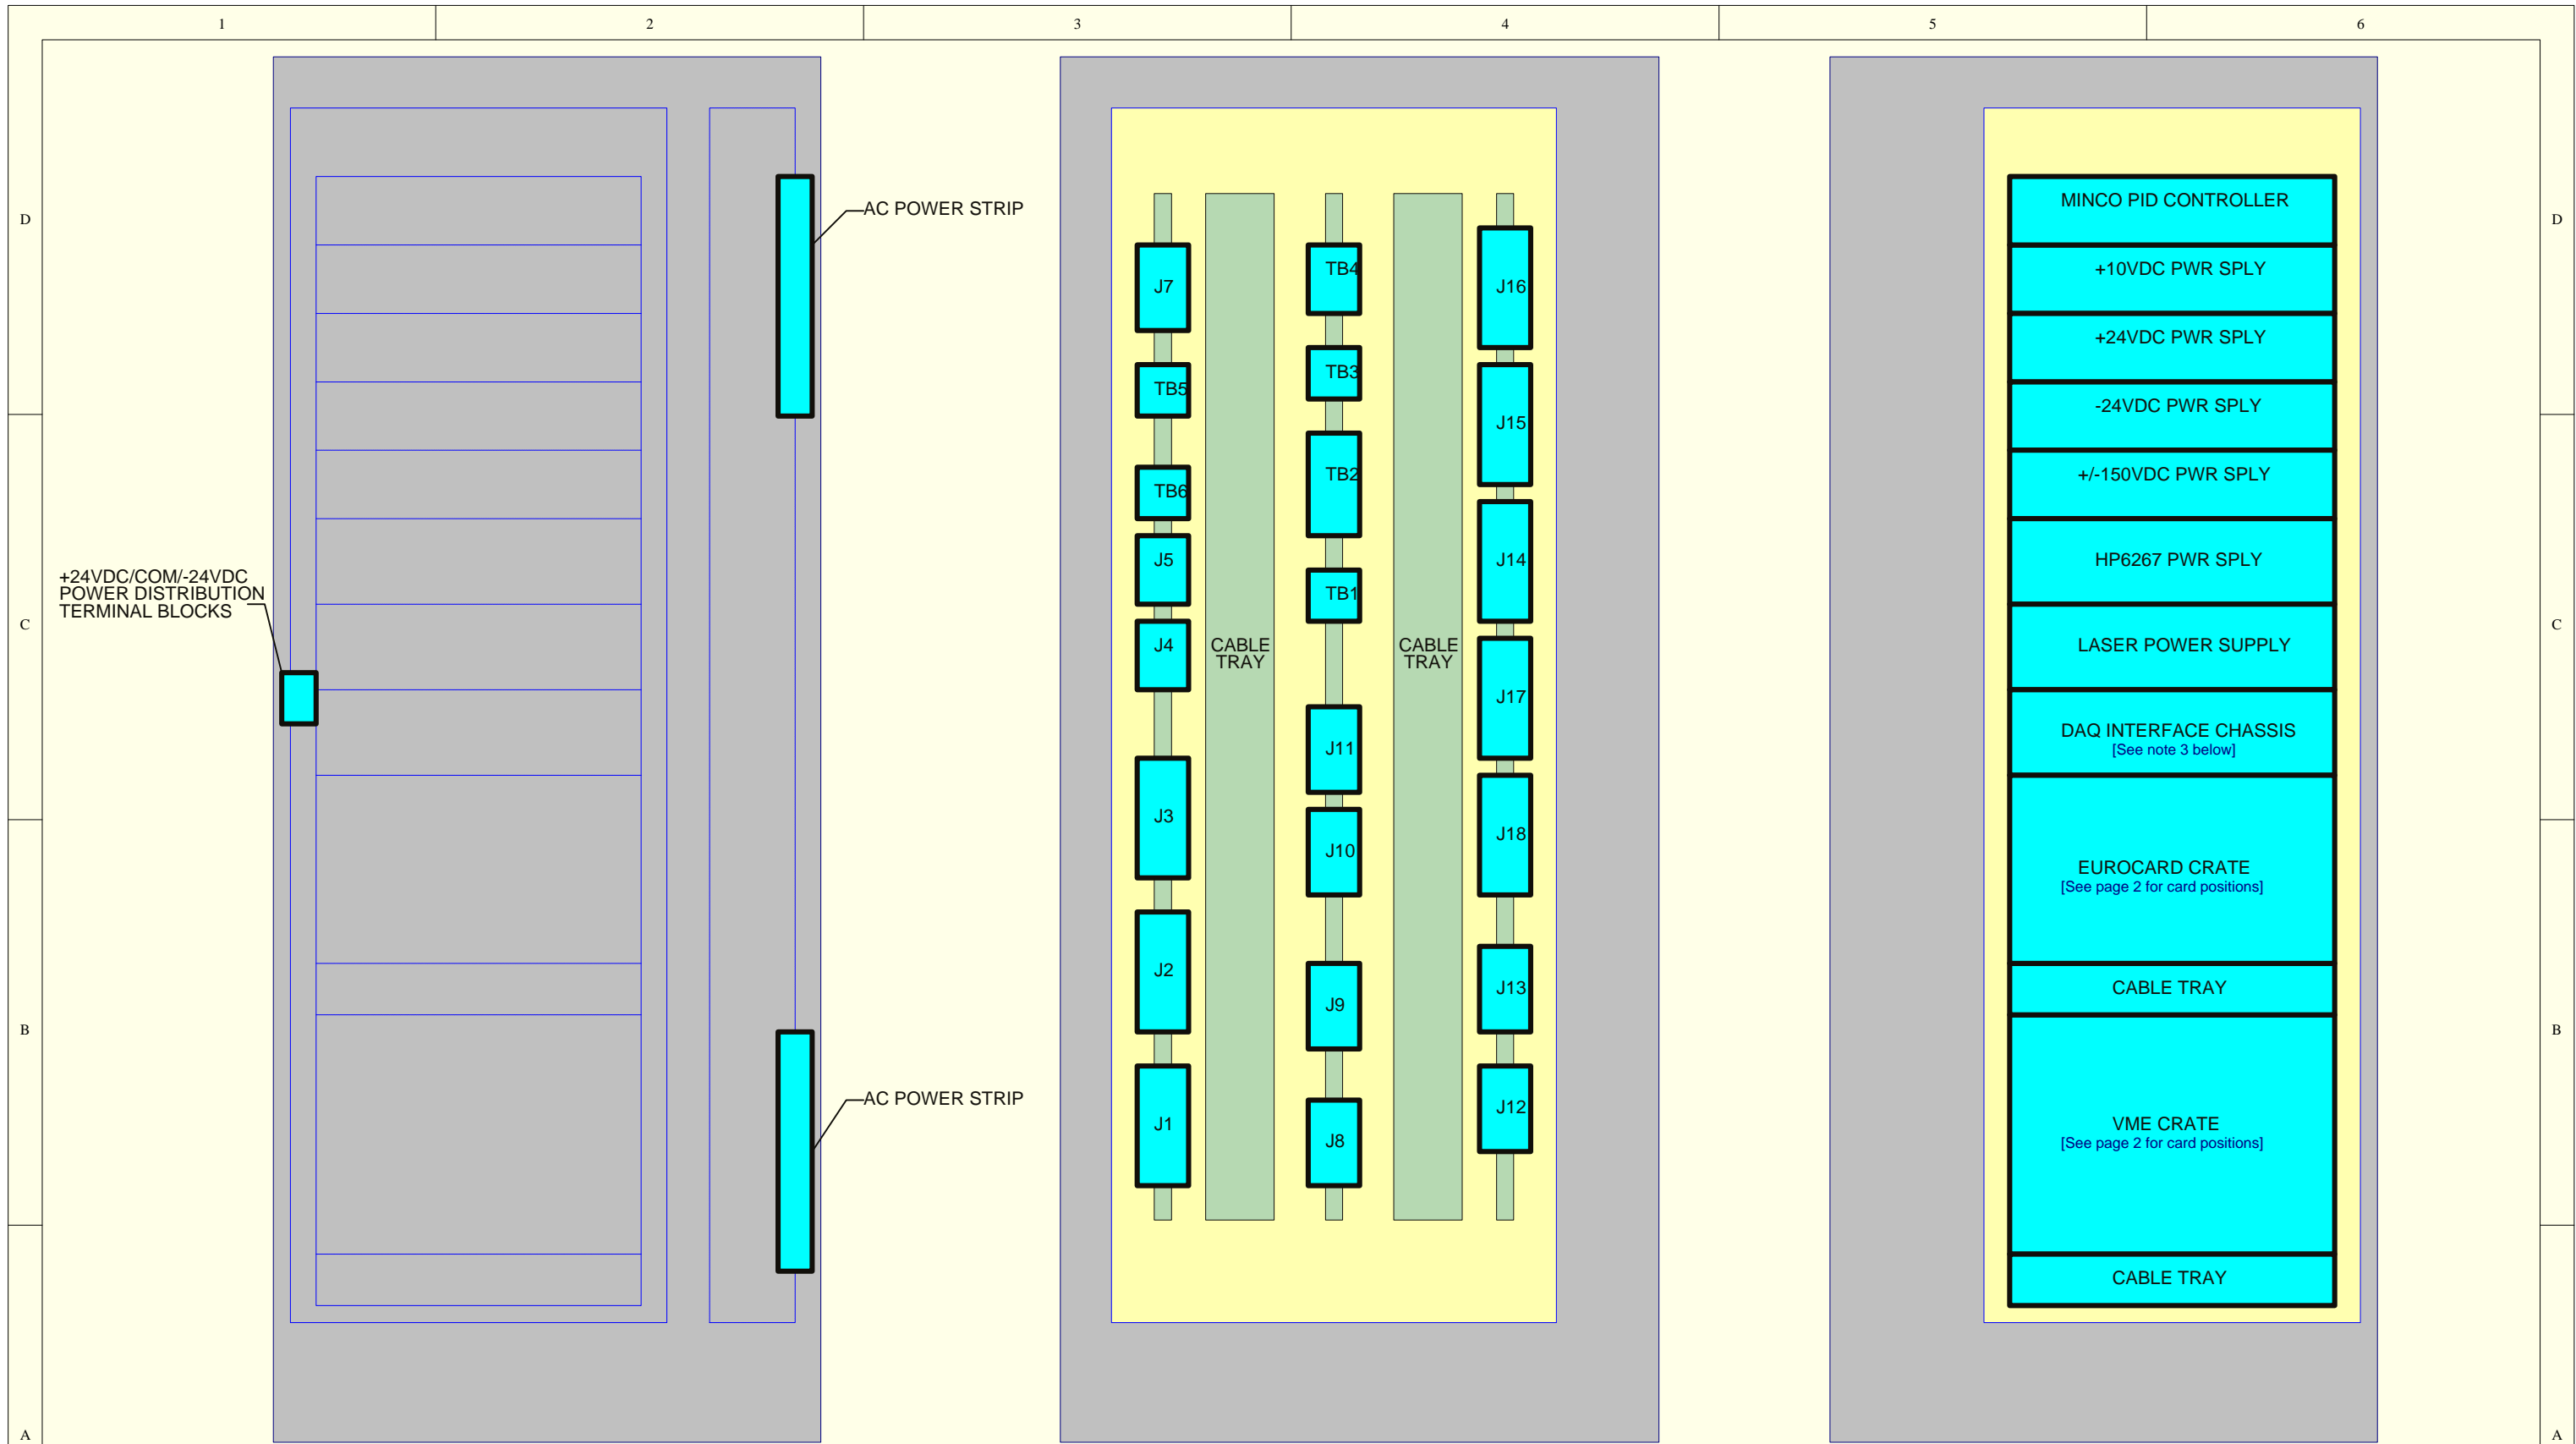 1 2 3 4 5 6
D
C
B
A
+24VDC/COM/-24VDC
POWER DISTRIBUTION
TERMINAL BLOCKS
AC POWER STRIP
AC POWER STRIP
J7
TB5
TB6
J5
J4
J3
J2
J1
CABLE
TRAY
TB4
TB3
TB2
TB1
J11
J10
J9
J8
CABLE
TRAY
J16
J15
J14
J17
J18
J13
J12
MINCO PID CONTROLLER
+10VDC PWR SPLY
+24VDC PWR SPLY
-24VDC PWR SPLY
+/-150VDC PWR SPLY
HP6267 PWR SPLY
LASER POWER SUPPLY
DAQ INTERFACE CHASSIS
[See note 3 below]
EUROCARD CRATE
[See page 2 for card positions]
CABLE TRAY
VME CRATE
[See page 2 for card positions]
CABLE TRAY
D
C
B
A